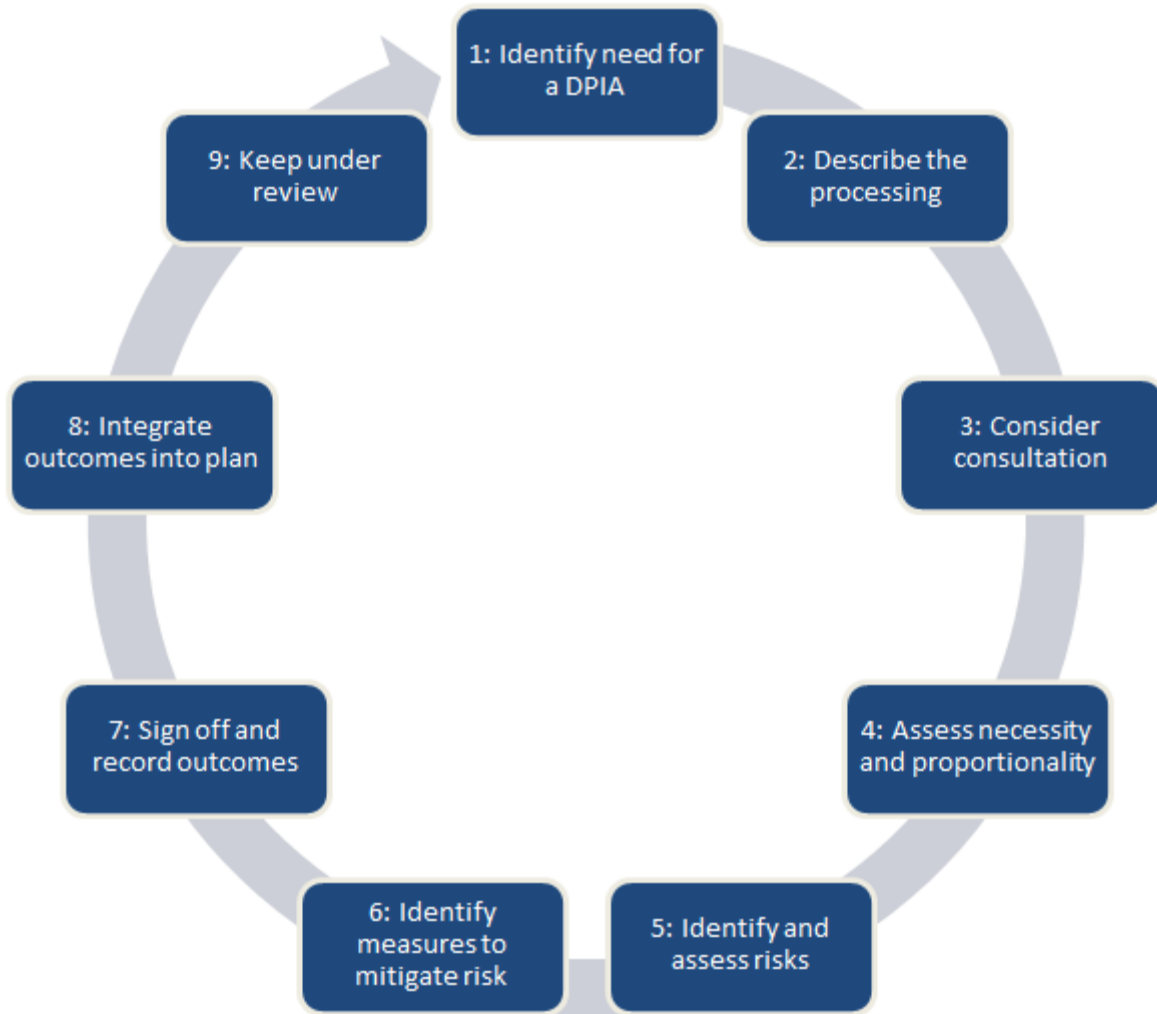 1: Identify need for
a DPIA
2: Describe the
processing
3: Consider
consultation
4: Assess necessity
and proportionality
5: Identify and
assess risks
6: Identify
measures to
mitigate risk
7: Sign off and
record outcomes
8: Integrate
outcomes into plan
9: Keep under
review